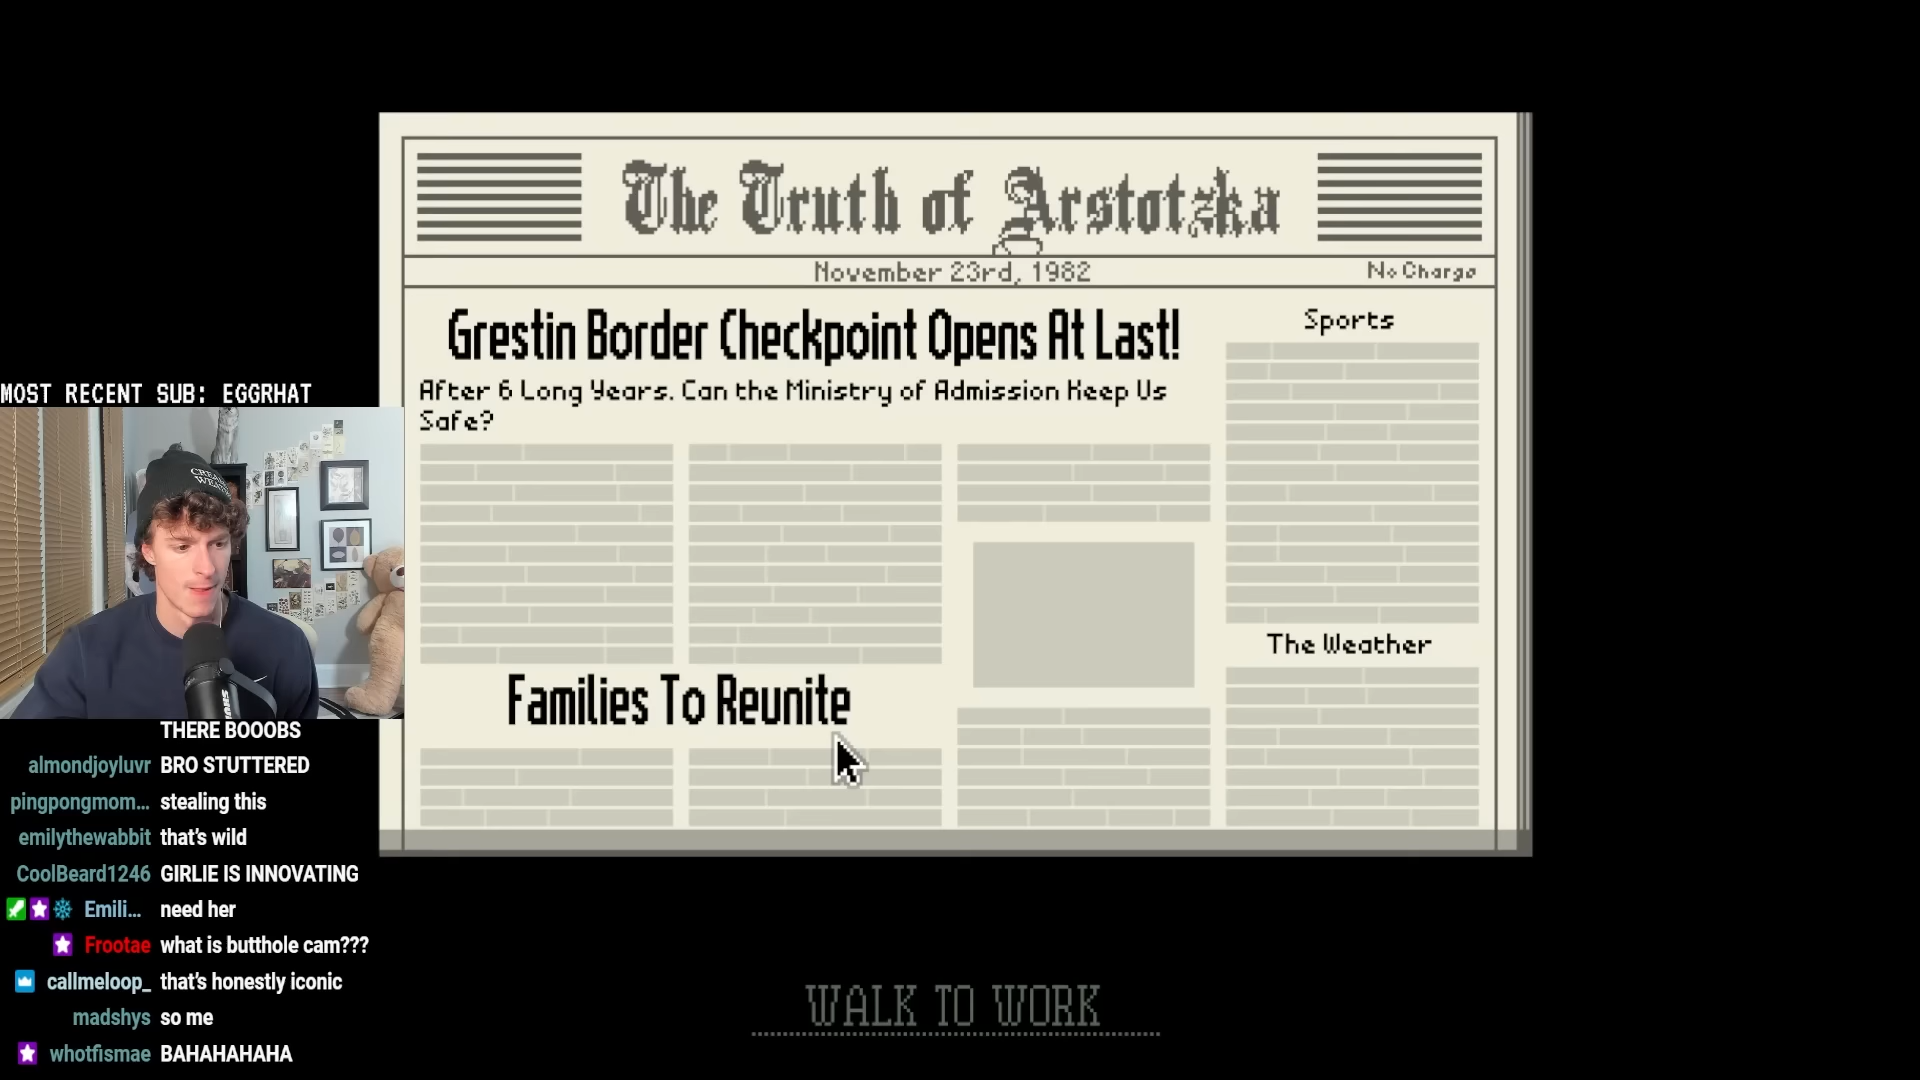 The Truth of Arstotzka
November 23rd, 1982
No Charge
Grestin Border Checkpoint Opens At Last!
After 6 Long Years. Can the Ministry of Admission Keep Us
Safe?
Sports
Families To Reunite
The Weather
WALK TO WORK
MOST RECENT SUB: EGGRHAT
THERE BOOOBS
almondjoyluvr BRO STUTTERED
pingpongmom... stealing this
emilythewabbit that's wild
CoolBeard1246 GIRLIE IS INNOVATING
Emili... need her
Frootae what is butthole cam???
callmeloop_ that's honestly iconic
madshys so me
whotfismae BAHAHAHAHA